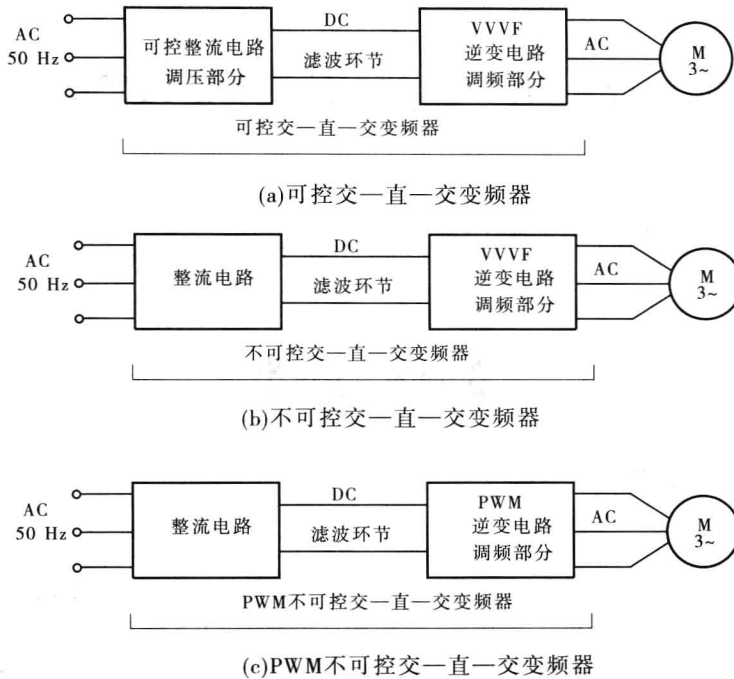 AC
50 Hz
可控整流电路
调压部分
DC
滤波环节
VVVF
逆变电路
调频部分
AC
M
3~
可控交—直—交变频器
(a)可控交—直—交变频器
AC
50 Hz
整流电路
DC
滤波环节
VVVF
逆变电路
调频部分
AC
M
3~
不可控交—直—交变频器
(b)不可控交—直—交变频器
AC
50 Hz
整流电路
DC
滤波环节
PWM
逆变电路
调频部分
AC
M
3~
PWM不可控交—直—交变频器
(c)PWM不可控交—直—交变频器